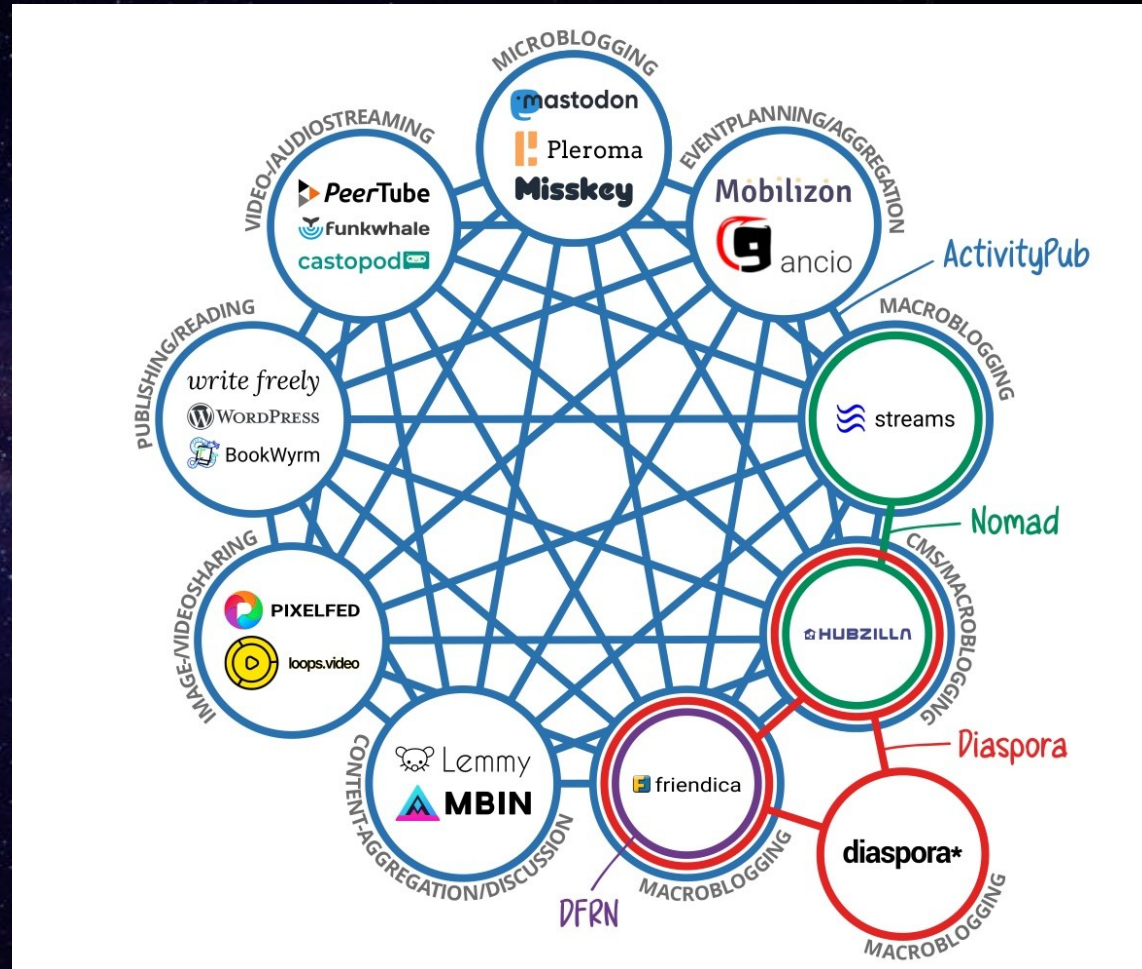 MICROBLOGGING
mastodon
Pleroma
Misskey
EVENTPLANNING/AGGREGATION
Mobilizon
gancio
ActivityPub
MACROBLOGGING
streams
Nomad
CMS/MACROBLOGGING
HUBZILLA
Diaspora
diaspora*
MACROBLOGGING
friendica
MACROBLOGGING
DFRN
Lemmy
MBIN
CONTENT-AGGREGATION/DISCUSSION
PIXELFED
loops.video
IMAGE-/VIDEOSHARING
write freely
WORDPRESS
BookWyrm
PUBLISHING/READING
PeerTube
funkwhale
castopod
VIDEO-/AUDIOSTREAMING